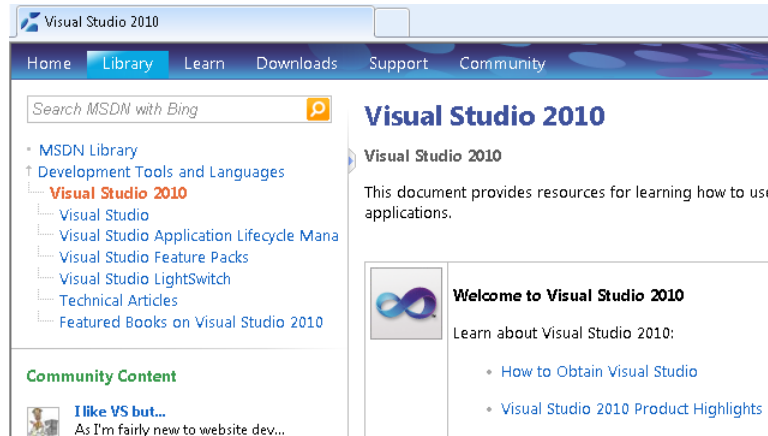 Visual Studio 2010
Home Library Learn Downloads Support Community
Search MSDN with Bing
MSDN Library
Development Tools and Languages
Visual Studio 2010
Visual Studio
Visual Studio Application Lifecycle Mana
Visual Studio Feature Packs
Visual Studio LightSwitch
Technical Articles
Featured Books on Visual Studio 2010
Community Content
I like VS but...
As I'm fairly new to website dev...
Visual Studio 2010
Visual Studio 2010
This document provides resources for learning how to use
applications.
Welcome to Visual Studio 2010
Learn about Visual Studio 2010:
How to Obtain Visual Studio
Visual Studio 2010 Product Highlights